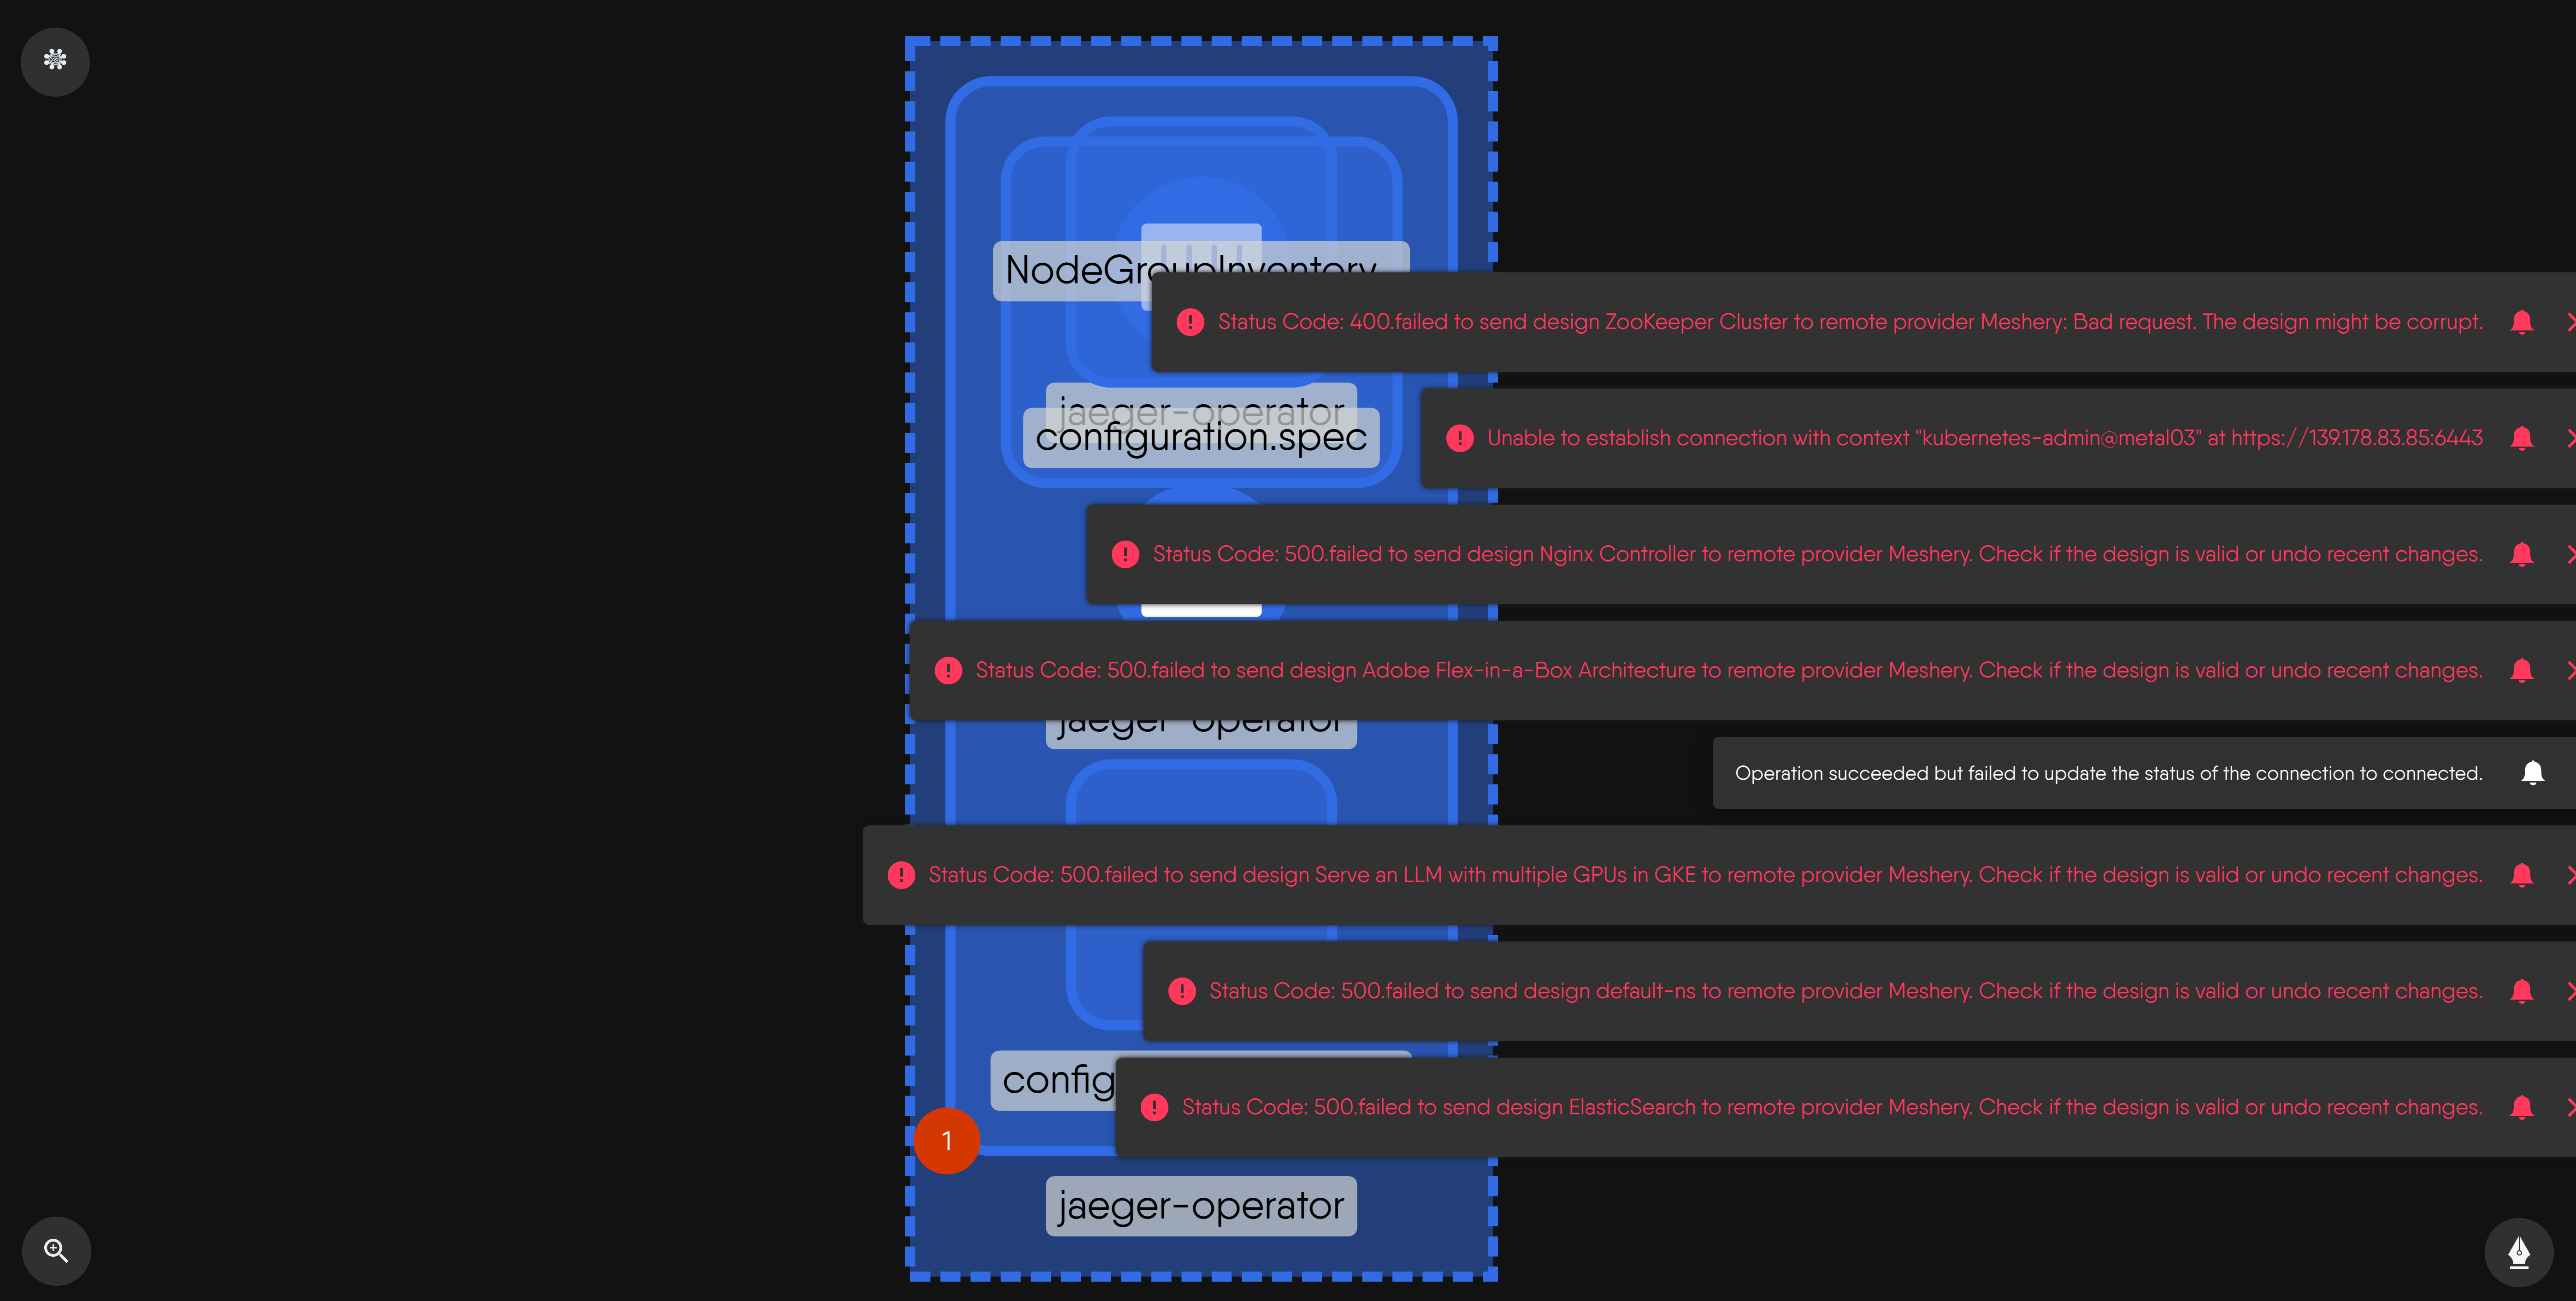 NodeGroupInventory
Status Code: 400.failed to send design ZooKeeper Cluster to remote provider Meshery: Bad request. The design might be corrupt.
jaeger-operator
configuration.spec
Unable to establish connection with context "kubernetes-admin@metal03" at https://139.178.83.85:6443
Status Code: 500.failed to send design Nginx Controller to remote provider Meshery. Check if the design is valid or undo recent changes.
Status Code: 500.failed to send design Adobe Flex-in-a-Box Architecture to remote provider Meshery. Check if the design is valid or undo recent changes.
jaeger-operator
Operation succeeded but failed to update the status of the connection to connected.
Status Code: 500.failed to send design Serve an LLM with multiple GPUs in GKE to remote provider Meshery. Check if the design is valid or undo recent changes.
Status Code: 500.failed to send design default-ns to remote provider Meshery. Check if the design is valid or undo recent changes.
config
Status Code: 500.failed to send design ElasticSearch to remote provider Meshery. Check if the design is valid or undo recent changes.
1
jaeger-operator